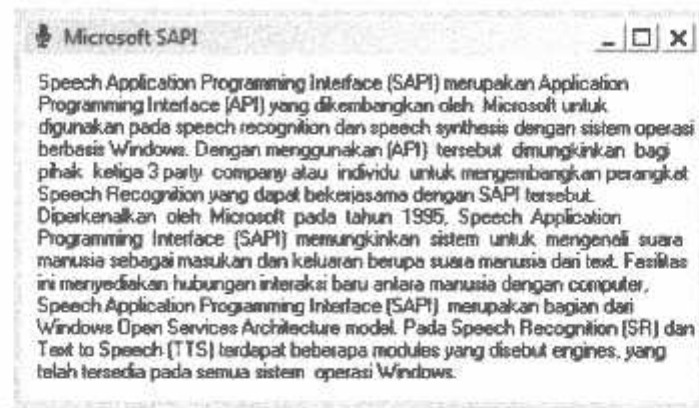 Microsoft SAPI
Speech Application Programming Interface (SAPI) merupakan Application
Programming Interface (API) yang dikembangkan oleh Microsoft untuk
digunakan pada speech recognition dan speech synthesis dengan sistem operasi
berbasis Windows. Dengan menggunakan (API) tersebut dimungkinkan bagi
pihak ketiga 3 party company atau individu untuk mengembangkan perangkat
Speech Recognition yang dapat bekerjasama dengan SAPI tersebut.
Diperkenalkan oleh Microsoft pada tahun 1995, Speech Application
Programming Interface (SAPI) memungkinkan sistem untuk mengenali suara
manusia sebagai masukan dan keluaran berupa suara manusia dari text. Fasilitas
ini menyediakan hubungan interaksi baru antara manusia dengan computer,
Speech Application Programming Interface (SAPI) merupakan bagian dari
Windows Open Services Architecture model. Pada Speech Recognition (SR) dan
Text to Speech (TTS) terdapat beberapa modules yang disebut engines, yang
telah tersedia pada semua sistem operasi Windows.